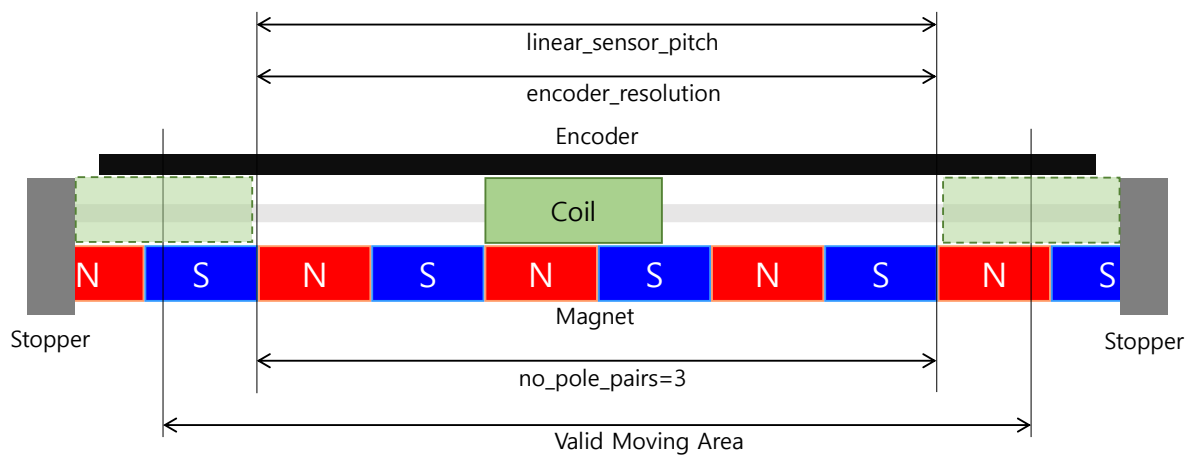 linear_sensor_pitch
encoder_resolution
Encoder
Coil
N S N S N S N S N S
Magnet
Stopper
Stopper
no_pole_pairs=3
Valid Moving Area